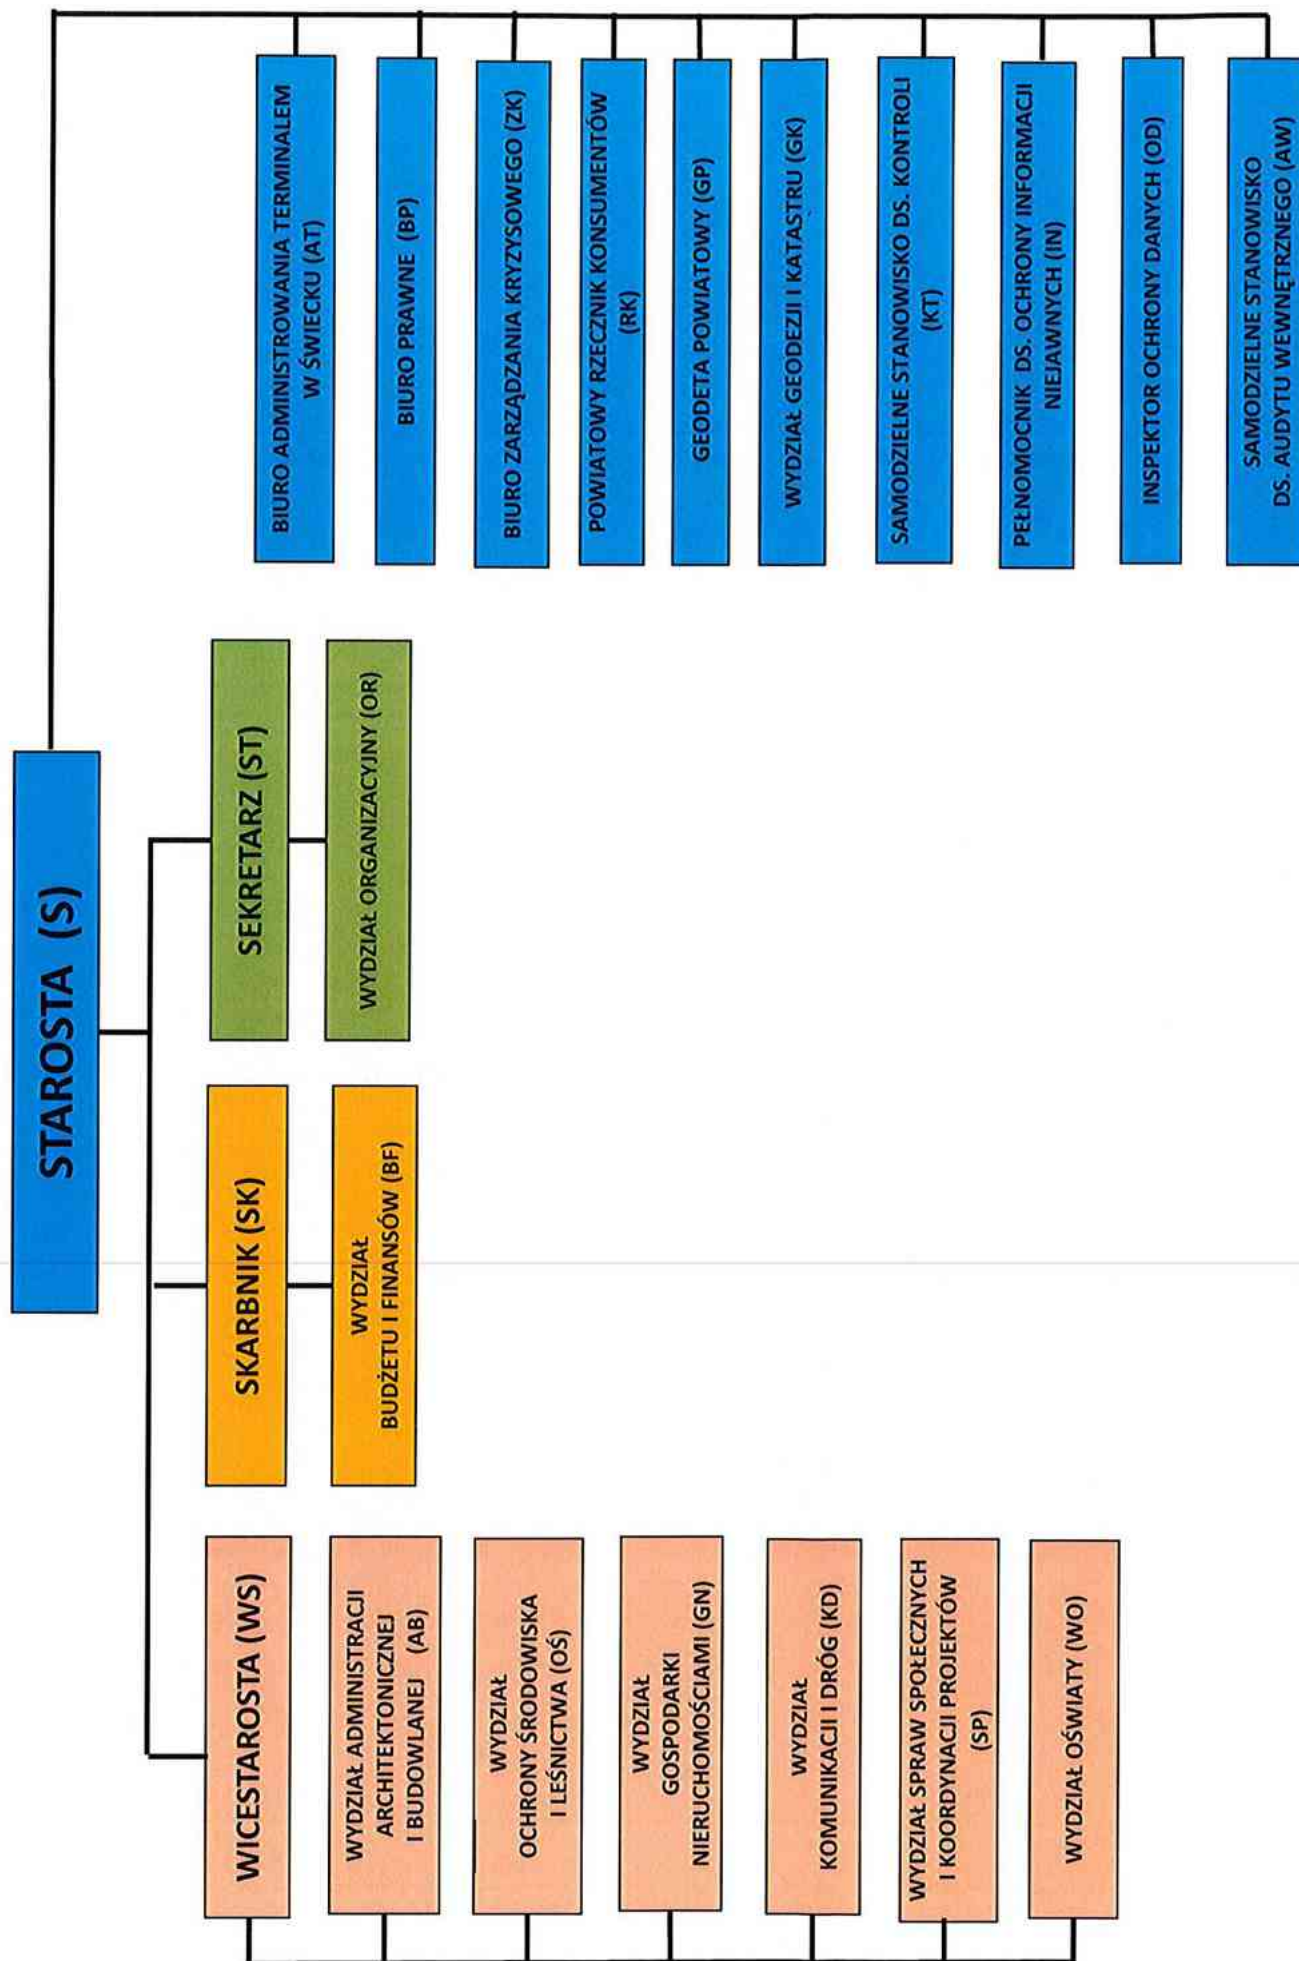 STAROSTA (S)
WICESTAROSTA (WS)
WYDZIAŁ ADMINISTRACJI
ARCHITEKTONICZNEJ
I BUDOWLANEJ (AB)
WYDZIAŁ
OCHRONY ŚRODOWISKA
I LEŚNICTWA (OŚ)
WYDZIAŁ
GOSPODARKI
NIERUCHOMOŚCIAMI (GN)
WYDZIAŁ
KOMUNIKACJI I DRÓG (KD)
WYDZIAŁ SPRAW SPOŁECZNYCH
I KOORDYNACJI PROJEKTÓW
(SP)
WYDZIAŁ OŚWIATY (WO)
SKARBNIK (SK)
WYDZIAŁ
BUDŻETU I FINANSÓW (BF)
SEKRETARZ (ST)
WYDZIAŁ ORGANIZACYJNY (OR)
BIURO ADMINISTROWANIA TERMINALEM
W ŚWIECKU (AT)
BIURO PRAWNE (BP)
BIURO ZARZĄDZANIA KRYZYSOWEGO (ZK)
POWIATOWY RZECZNIK KONSUMENTÓW
(RK)
GEODETA POWIATOWY (GP)
WYDZIAŁ GEODEZJI I KATASTRU (GK)
SAMODZIELNE STANOWISKO DS. KONTROLI
(KT)
PEŁNOMOCNIK DS. OCHRONY INFORMACJI
NIEJAWNYCH (IN)
INSPEKTOR OCHRONY DANYCH (OD)
SAMODZIELNE STANOWISKO
DS. AUDYTU WEWNĘTRZNEGO (AW)